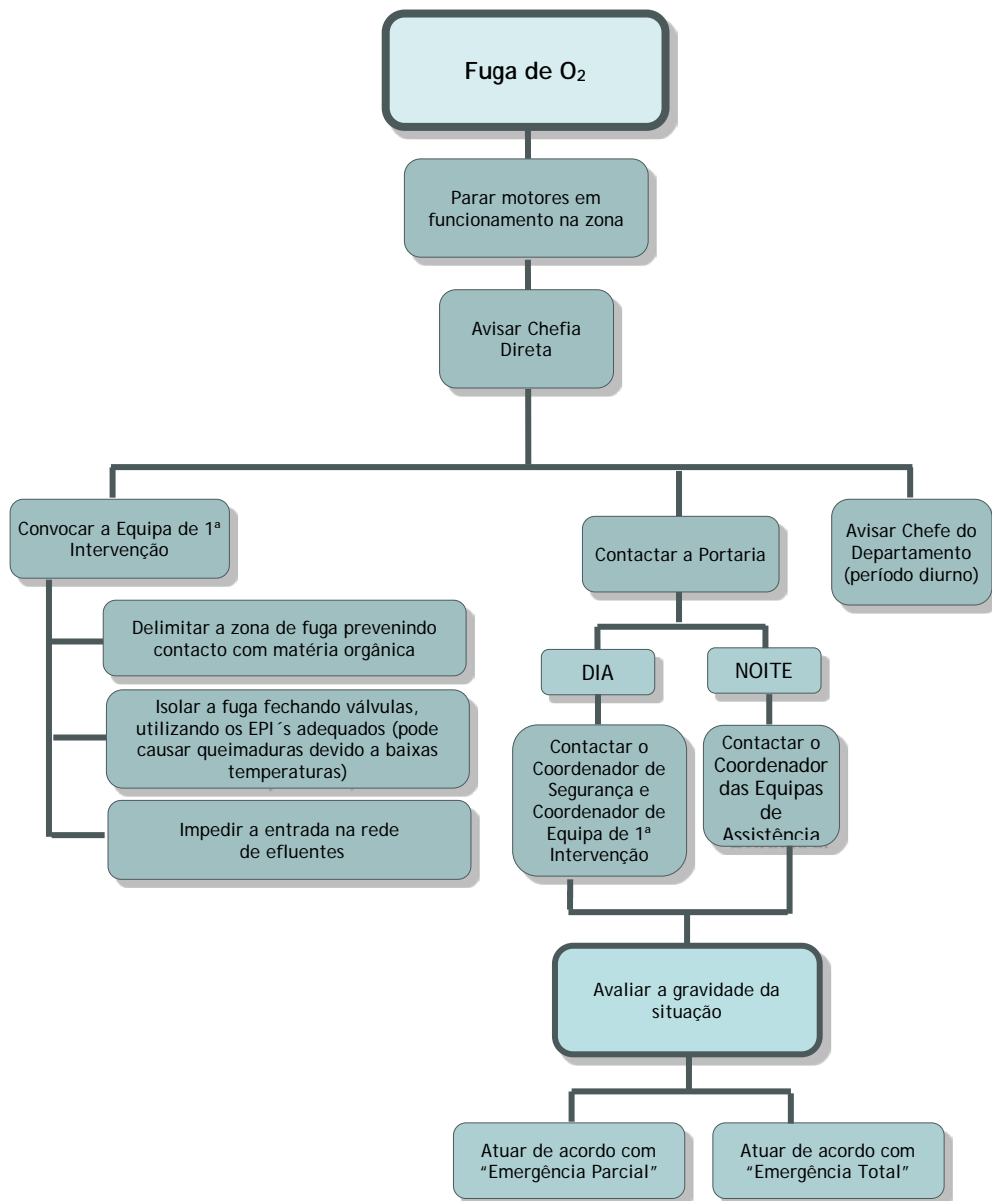 Fuga de O₂
Parar motores em
funcionamento na zona
Avisar Chefia
Direta
Convocar a Equipa de 1ª
Intervenção
Delimitar a zona de fuga prevenindo
contacto com matéria orgânica
Isolar a fuga fechando válvulas,
utilizando os EPI´s adequados (pode
causar queimaduras devido a baixas
temperaturas)
Impedir a entrada na rede
de efluentes
Contactar a Portaria
DIA
Contactar o
Coordenador de
Segurança e
Coordenador de
Equipa de 1ª
Intervenção
NOITE
Contactar o
Coordenador
das Equipas
de
Assistência
Avisar Chefe do
Departamento
(período diurno)
Avaliar a gravidade da
situação
Atuar de acordo com
“Emergência Parcial”
Atuar de acordo com
“Emergência Total”